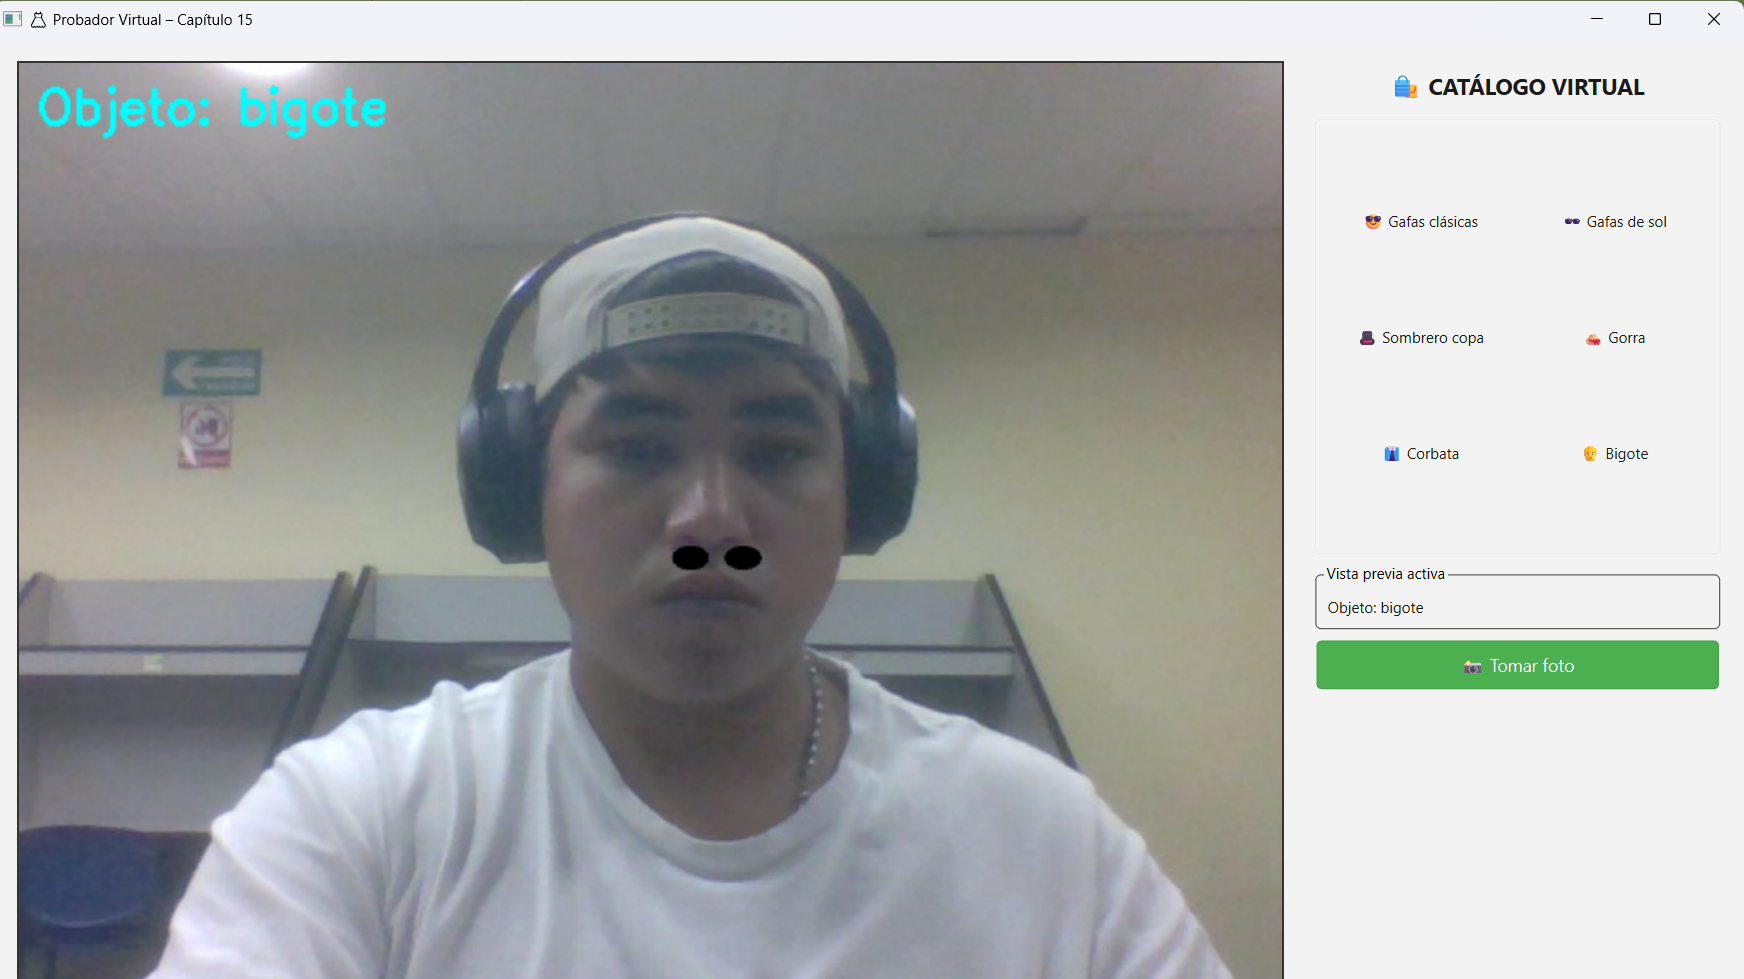 Probador Virtual – Capítulo 15
Objeto: bigote
CATÁLOGO VIRTUAL
Gafas clásicas
Gafas de sol
Sombrero copa
Gorra
Corbata
Bigote
Vista previa activa
Objeto: bigote
Tomar foto